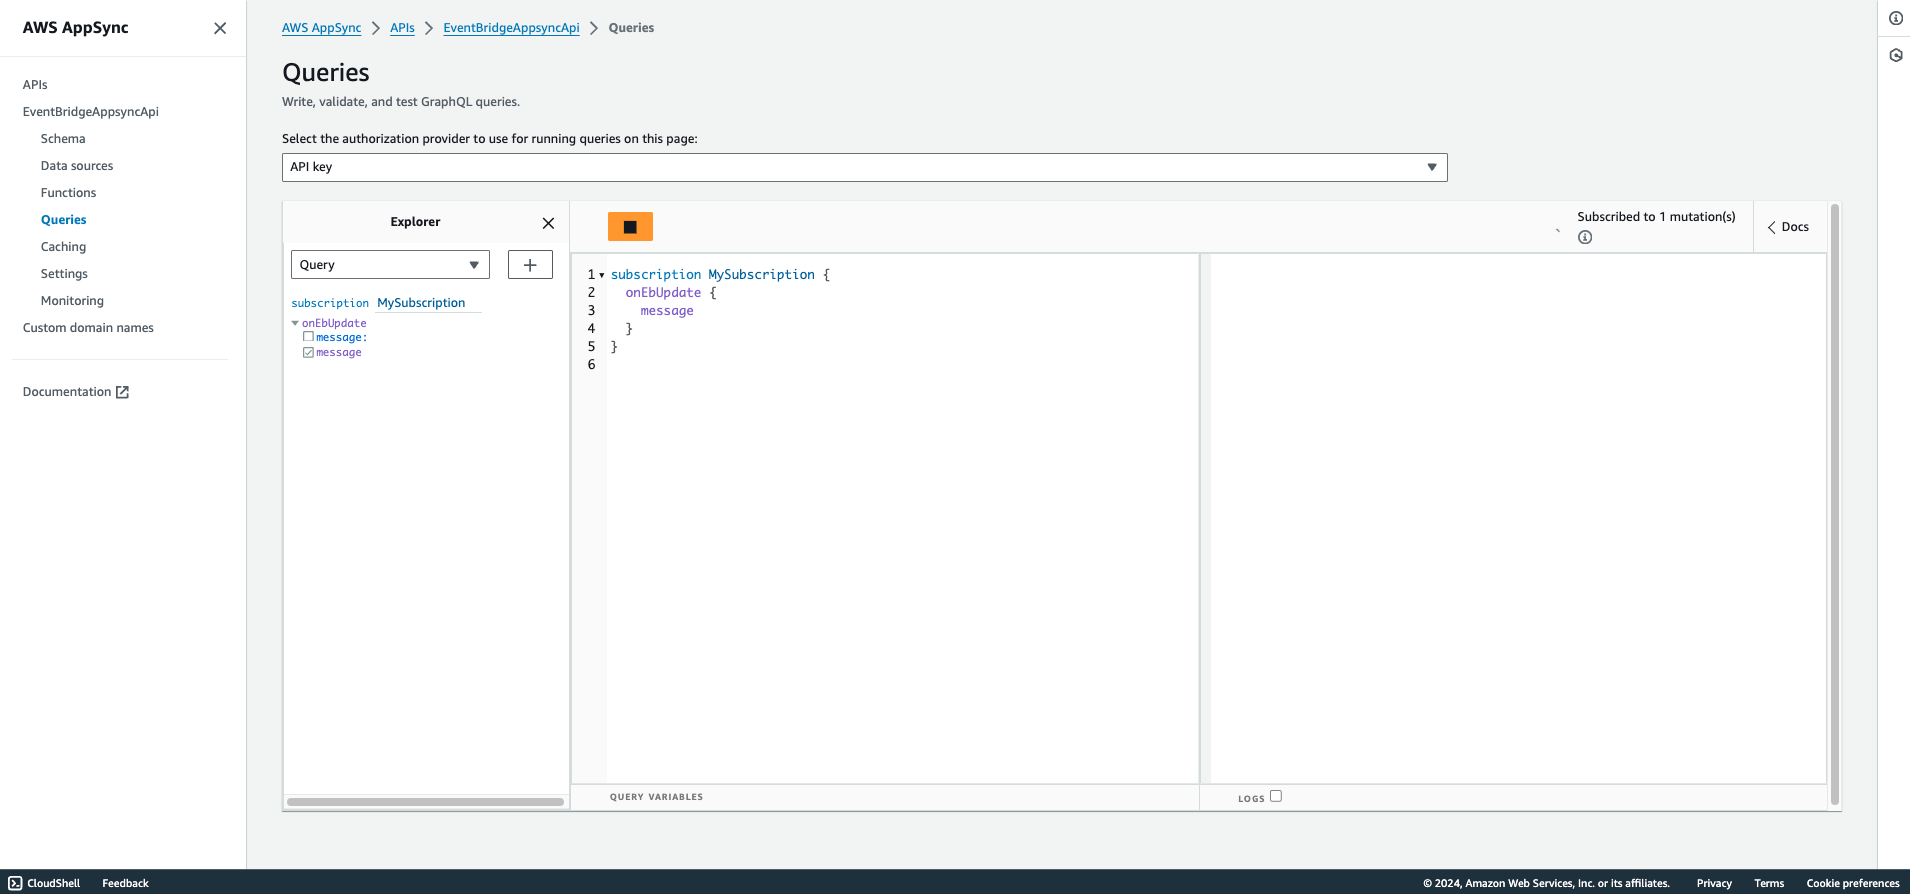 AWS AppSync
APIs
EventBridgeAppsyncApi
Schema
Data sources
Functions
Queries
Caching
Settings
Monitoring
Custom domain names
Documentation
AWS AppSync > APIs > EventBridgeAppsyncApi > Queries
Queries
Write, validate, and test GraphQL queries.
Select the authorization provider to use for running queries on this page:
API key
Explorer
Query
subscription MySubscription
onEbUpdate
message:
message
Subscribed to 1 mutation(s)
Docs
1 subscription MySubscription {
2 onEbUpdate {
3 message
4 }
5 }
6
QUERY VARIABLES
LOGS
CloudShell Feedback © 2024, Amazon Web Services, Inc. or its affiliates. Privacy Terms Cookie preferences